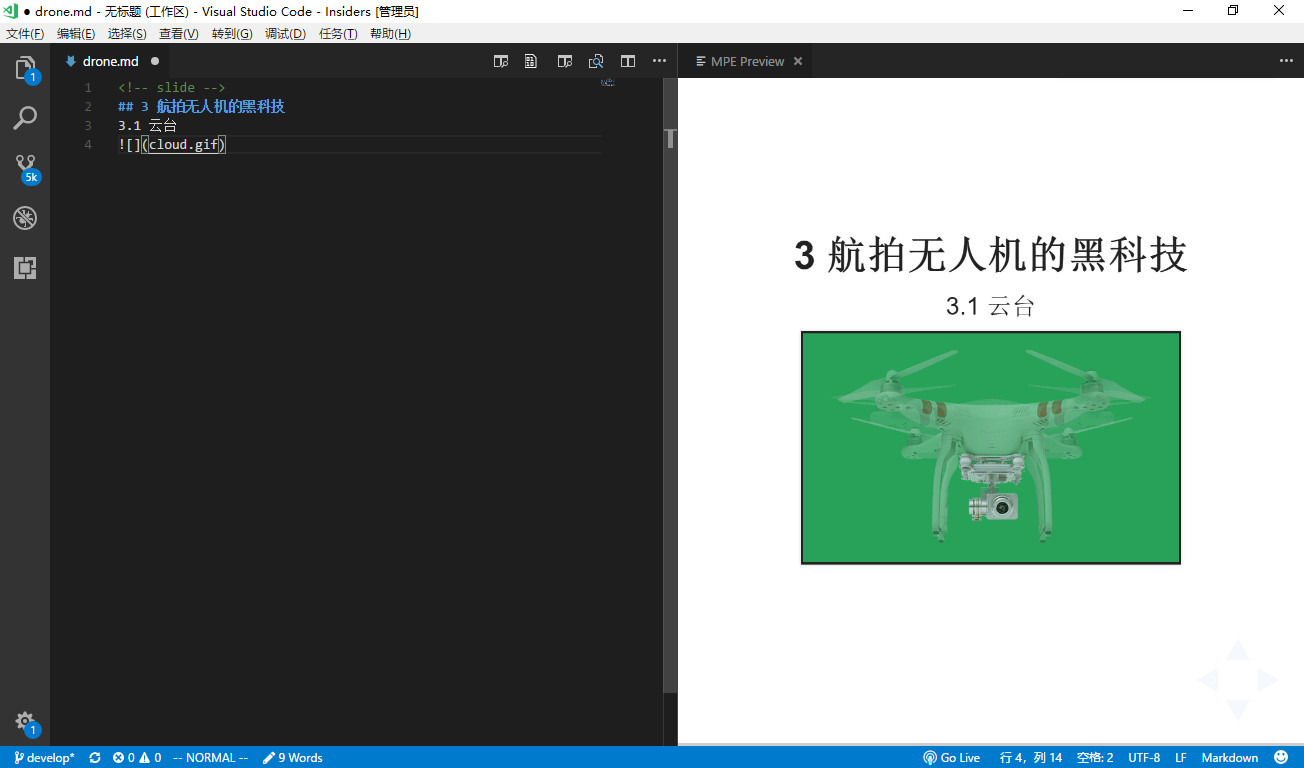 ● drone.md - 无标题 (工作区) - Visual Studio Code - Insiders [管理员]
文件(F) 编辑(E) 选择(S) 查看(V) 转到(G) 调试(D) 任务(T) 帮助(H)
drone.md ●
MPE Preview
1
5k
1
1 <!-- slide -->
2 ## 3 航拍无人机的黑科技
3 3.1 云台
4 ![](cloud.gif)
3 航拍无人机的黑科技
3.1 云台
develop* 0 0 -- NORMAL -- 9 Words Go Live 行 4，列 14 空格: 2 UTF-8 LF Markdown